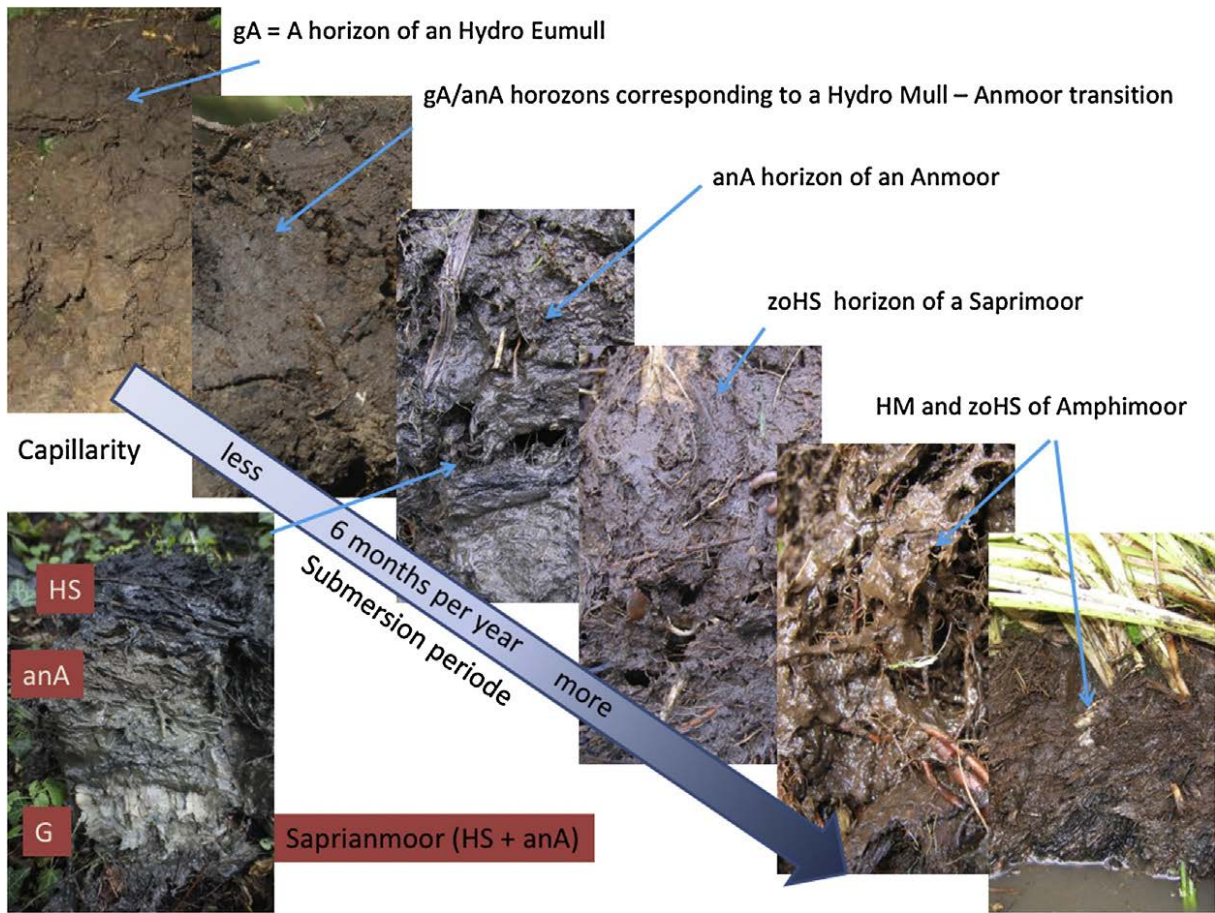 gA = A horizon of an Hydro Eumull
gA/anA horozons corresponding to a Hydro Mull – Anmoor transition
anA horizon of an Anmoor
zoHS horizon of a Saprimoor
HM and zoHS of Amphimoor
Capillarity
less
6 months per year
more
Submersion periode
HS
anA
G
Saprianmoor (HS + anA)